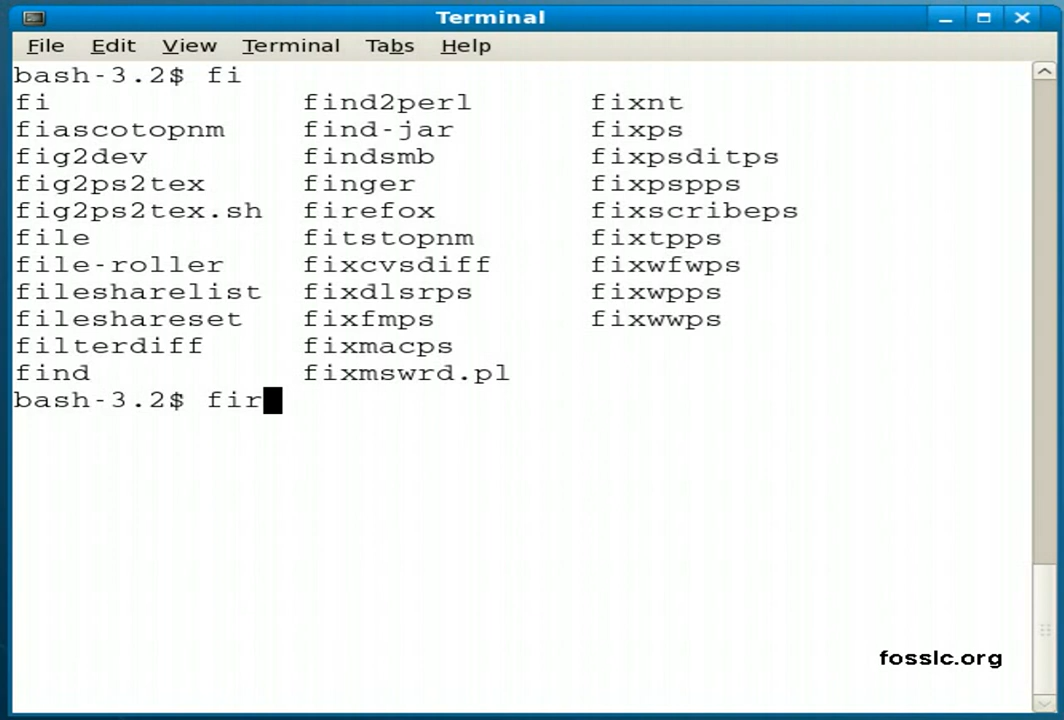 Terminal
File Edit View Terminal Tabs Help
bash-3.2$ fi
fi find2perl fixnt
fiascotopnm find-jar fixps
fig2dev findsmb fixpsditps
fig2ps2tex finger fixpspps
fig2ps2tex.sh firefox fixscribeps
file fitstopnm fixtpps
file-roller fixcvsdiff fixwfwps
filesharelist fixdlsrps fixwpps
fileshareset fixfmps fixwwps
filterdiff fixmacps
find fixmswrd.pl
bash-3.2$ fir
fosslc.org